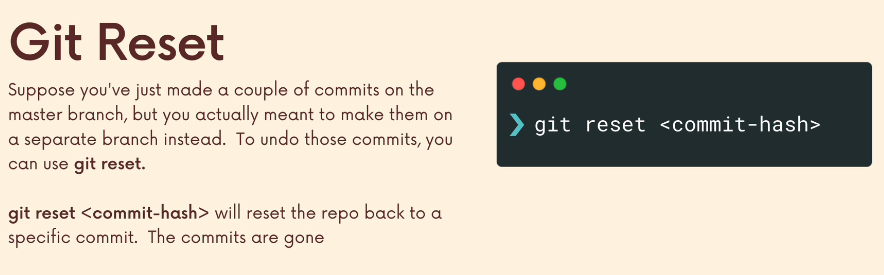 Git Reset
Suppose you've just made a couple of commits on the
master branch, but you actually meant to make them on
a separate branch instead.  To undo those commits, you
can use git reset.
git reset <commit-hash> will reset the repo back to a
specific commit.  The commits are gone
❯ git reset <commit-hash>